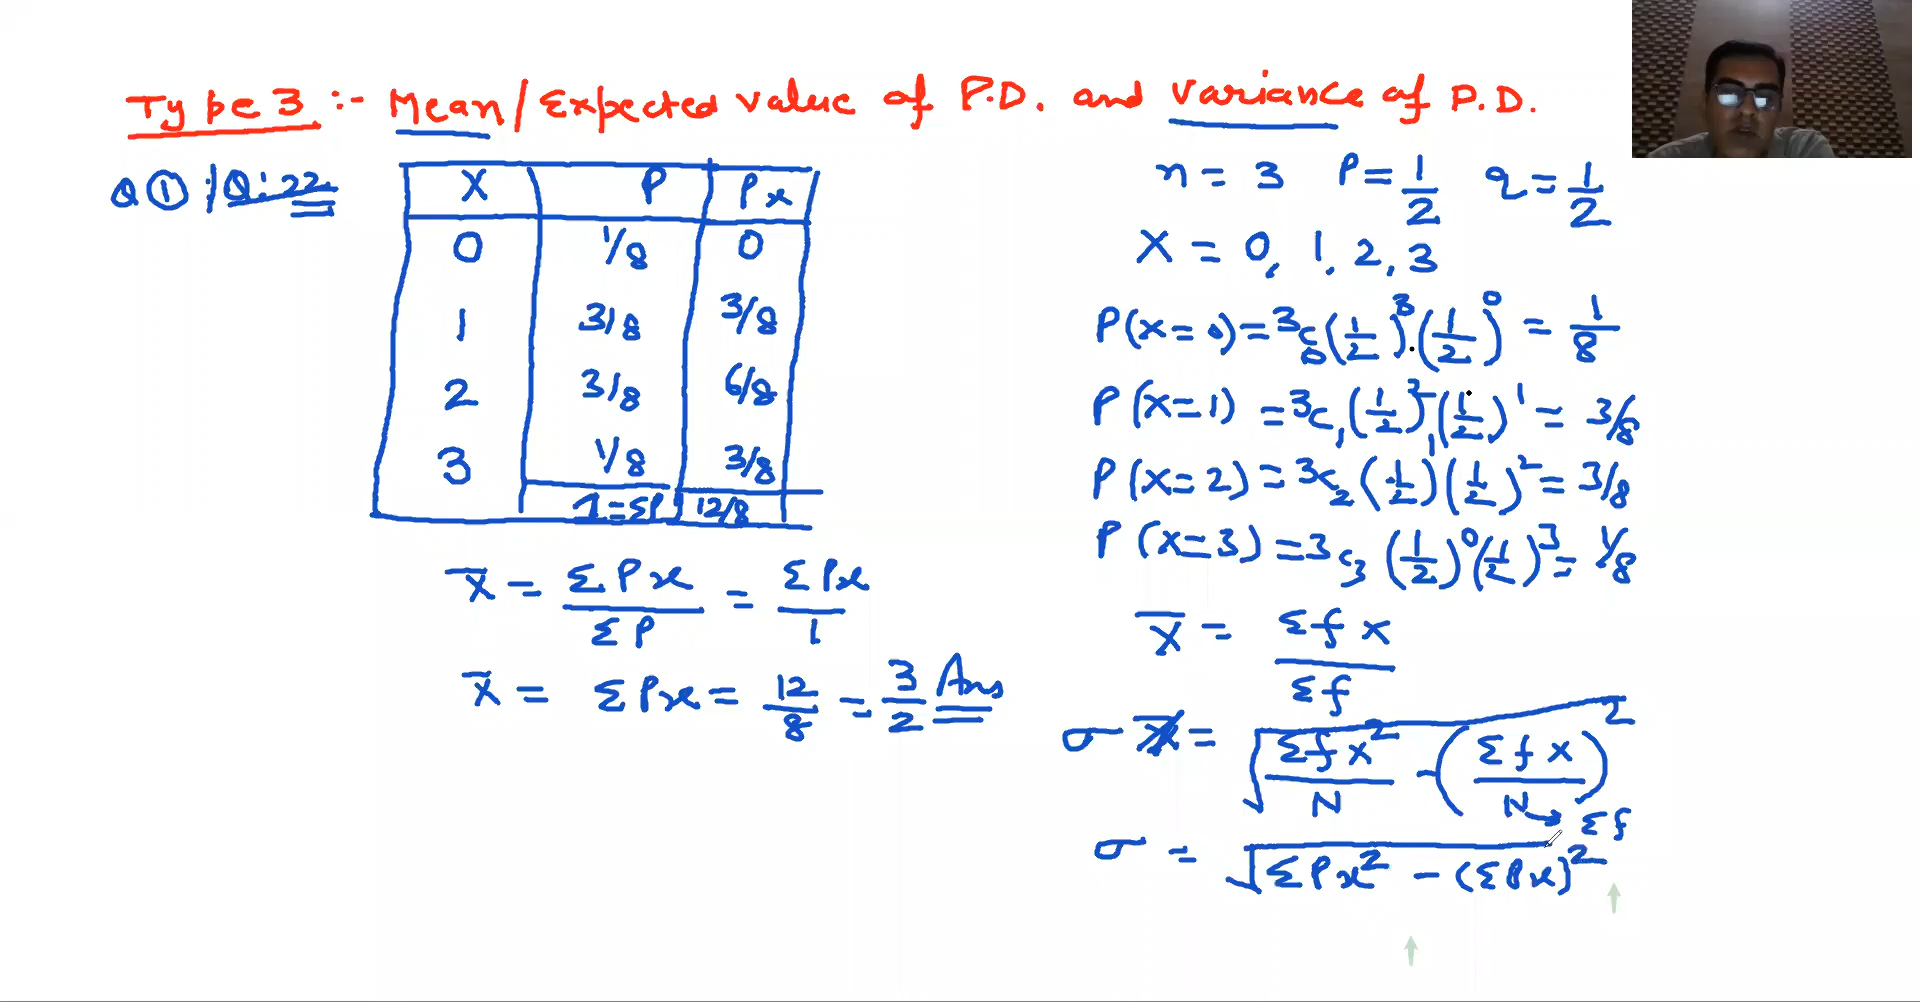 Type 3 :- Mean/Expected value of P.D. and Variance of P.D.
Q ① | Q. 22
X P Px
0 1/8 0
1 3/8 3/8
2 3/8 6/8
3 1/8 3/8
1=ΣP 12/8
X̅ = ΣPx/ΣP = ΣPx/1
X̅ = ΣPx = 12/8 = 3/2 Ans
n = 3 P = 1/2 q = 1/2
X = 0, 1, 2, 3
P(x=0) = 3c₀(1/2)³.(1/2)⁰ = 1/8
P(x=1) = 3c₁(1/2)²(1/2)¹ = 3/8
P(x=2) = 3c₂(1/2)¹(1/2)² = 3/8
P(x=3) = 3c₃(1/2)⁰(1/2)³ = 1/8
X̅ = Σfx/Σf
σ = √(Σfx²/N - (Σfx/N)²)
→ Σf
σ = √(ΣPx² - (ΣPx)²)